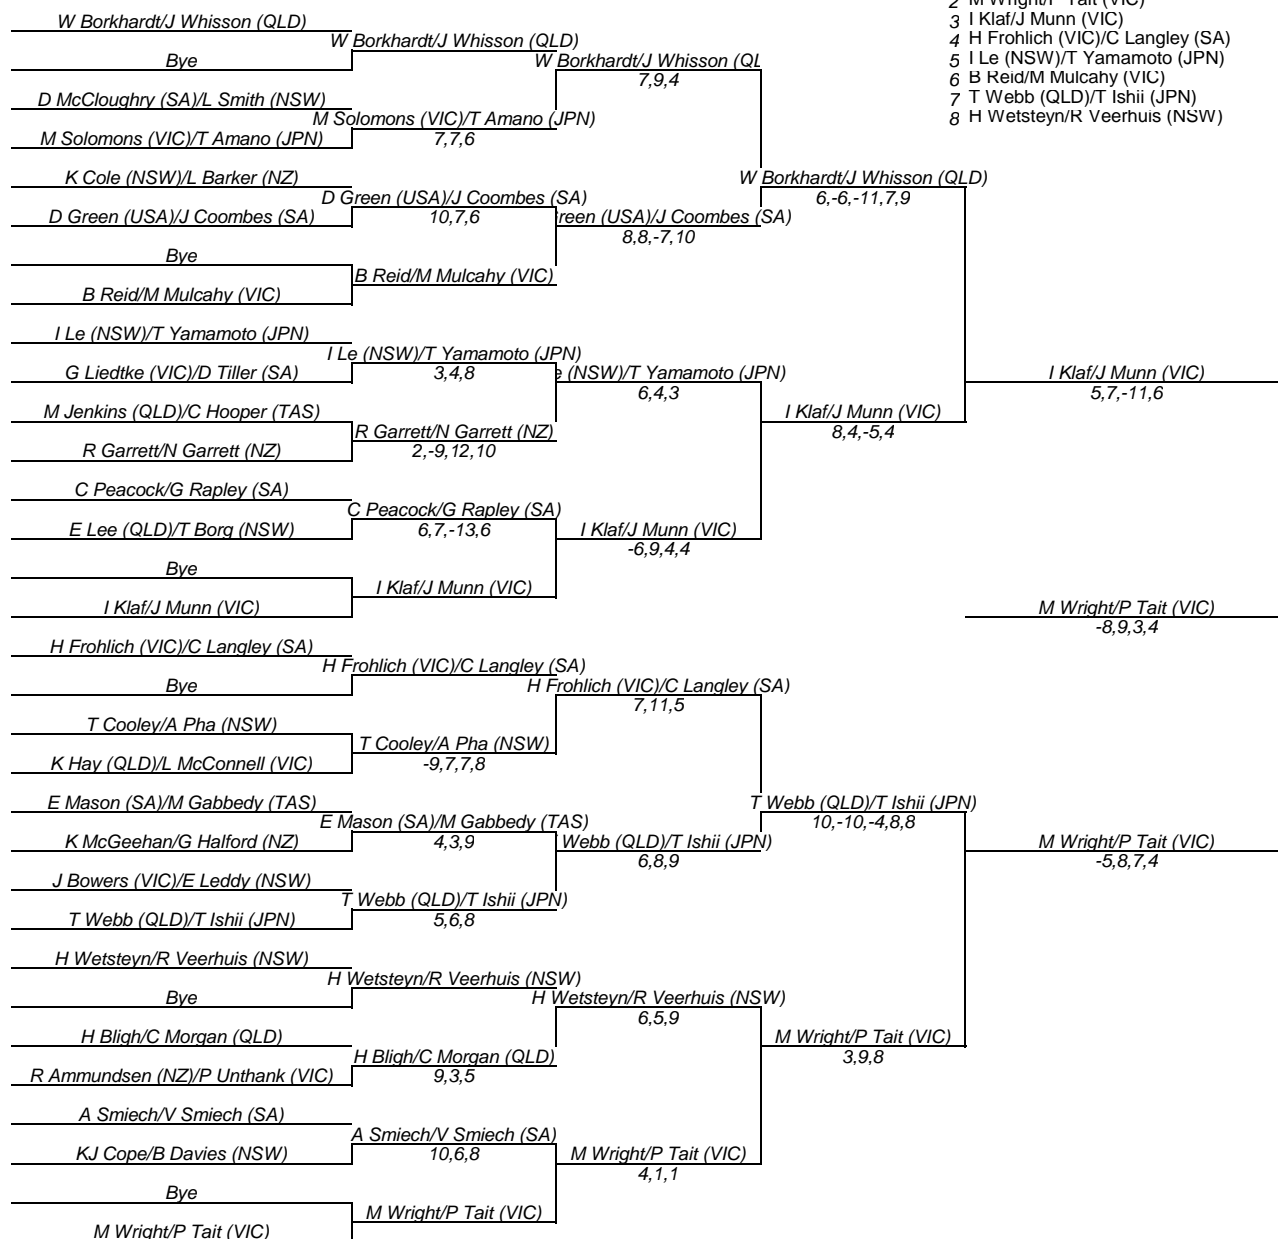 2 M Wright/P Tait (VIC)
3 I Klaf/J Munn (VIC)
4 H Frohlich (VIC)/C Langley (SA)
5 I Le (NSW)/T Yamamoto (JPN)
6 B Reid/M Mulcahy (VIC)
7 T Webb (QLD)/T Ishii (JPN)
8 H Wetsteyn/R Veerhuis (NSW)
W Borkhardt/J Whisson (QLD)
Bye
D McCloughry (SA)/L Smith (NSW)
M Solomons (VIC)/T Amano (JPN)
K Cole (NSW)/L Barker (NZ)
D Green (USA)/J Coombes (SA)
Bye
B Reid/M Mulcahy (VIC)
I Le (NSW)/T Yamamoto (JPN)
G Liedtke (VIC)/D Tiller (SA)
M Jenkins (QLD)/C Hooper (TAS)
R Garrett/N Garrett (NZ)
C Peacock/G Rapley (SA)
E Lee (QLD)/T Borg (NSW)
Bye
I Klaf/J Munn (VIC)
H Frohlich (VIC)/C Langley (SA)
Bye
T Cooley/A Pha (NSW)
K Hay (QLD)/L McConnell (VIC)
E Mason (SA)/M Gabbedy (TAS)
K McGeehan/G Halford (NZ)
J Bowers (VIC)/E Leddy (NSW)
T Webb (QLD)/T Ishii (JPN)
H Wetsteyn/R Veerhuis (NSW)
Bye
H Bligh/C Morgan (QLD)
R Ammundsen (NZ)/P Unthank (VIC)
A Smiech/V Smiech (SA)
KJ Cope/B Davies (NSW)
Bye
M Wright/P Tait (VIC)
W Borkhardt/J Whisson (QLD)
M Solomons (VIC)/T Amano (JPN)
7,7,6
D Green (USA)/J Coombes (SA)
10,7,6
B Reid/M Mulcahy (VIC)
I Le (NSW)/T Yamamoto (JPN)
3,4,8
R Garrett/N Garrett (NZ)
2,-9,12,10
C Peacock/G Rapley (SA)
6,7,-13,6
I Klaf/J Munn (VIC)
H Frohlich (VIC)/C Langley (SA)
T Cooley/A Pha (NSW)
-9,7,7,8
E Mason (SA)/M Gabbedy (TAS)
4,3,9
T Webb (QLD)/T Ishii (JPN)
5,6,8
H Wetsteyn/R Veerhuis (NSW)
H Bligh/C Morgan (QLD)
9,3,5
A Smiech/V Smiech (SA)
10,6,8
M Wright/P Tait (VIC)
W Borkhardt/J Whisson (QL
7,9,4
reen (USA)/J Coombes (SA)
8,8,-7,10
e (NSW)/T Yamamoto (JPN)
6,4,3
I Klaf/J Munn (VIC)
-6,9,4,4
H Frohlich (VIC)/C Langley (SA)
7,11,5
Webb (QLD)/T Ishii (JPN)
6,8,9
H Wetsteyn/R Veerhuis (NSW)
6,5,9
M Wright/P Tait (VIC)
4,1,1
W Borkhardt/J Whisson (QLD)
6,-6,-11,7,9
I Klaf/J Munn (VIC)
8,4,-5,4
T Webb (QLD)/T Ishii (JPN)
10,-10,-4,8,8
M Wright/P Tait (VIC)
3,9,8
I Klaf/J Munn (VIC)
5,7,-11,6
M Wright/P Tait (VIC)
-8,9,3,4
M Wright/P Tait (VIC)
-5,8,7,4